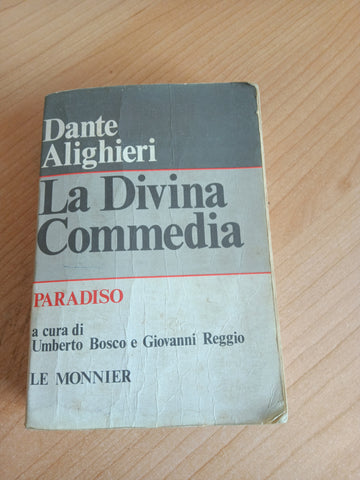 Dante
Alighieri
La Divina
Commedia
PARADISO
a cura di
Umberto Bosco e Giovanni Reggio
LE MONNIER